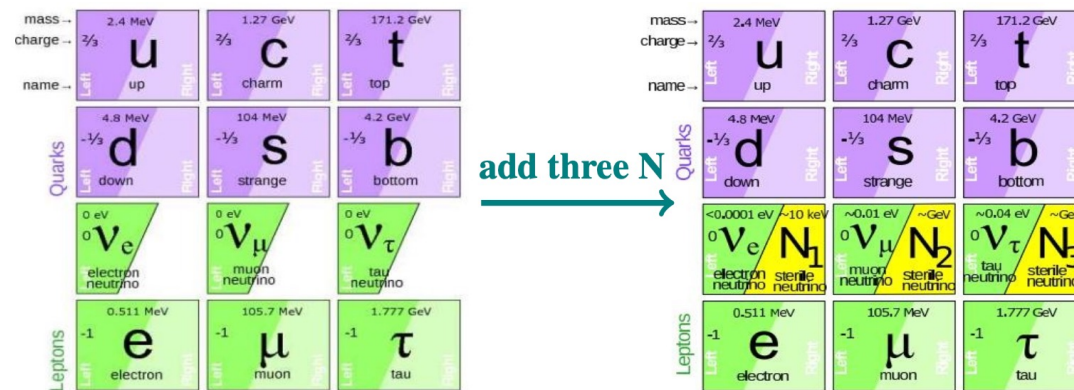 mass→ 2.4 MeV 1.27 GeV 171.2 GeV
charge→ ⅔ u ⅔ c ⅔ t
name→ Left up Right Left charm Right Left top Right
4.8 MeV 104 MeV 4.2 GeV
-⅓ d -⅓ s -⅓ b
Quarks Left down Right Left strange Right Left bottom Right
0 eV 0 eV 0 eV
0 νe 0 νμ 0 ντ
electron neutrino muon neutrino tau neutrino
0.511 MeV 105.7 MeV 1.777 GeV
-1 e -1 μ -1 τ
Leptons Left electron Right Left muon Right Left tau Right
add three N
mass→ 2.4 MeV 1.27 GeV 171.2 GeV
charge→ ⅔ u ⅔ c ⅔ t
name→ Left up Right Left charm Right Left top Right
4.8 MeV 104 MeV 4.2 GeV
-⅓ d -⅓ s -⅓ b
Quarks Left down Right Left strange Right Left bottom Right
<0.0001 eV ~10 keV ~0.01 eV ~GeV ~0.04 eV
0 νe N1 0 νμ N2 0 ντ
Left electron neutrino sterile neutrino Left muon neutrino sterile neutrino Left tau neutrino sterile neutrino
0.511 MeV 105.7 MeV 1.777 GeV
-1 e -1 μ -1 τ
Leptons Left electron Right Left muon Right Left tau Right